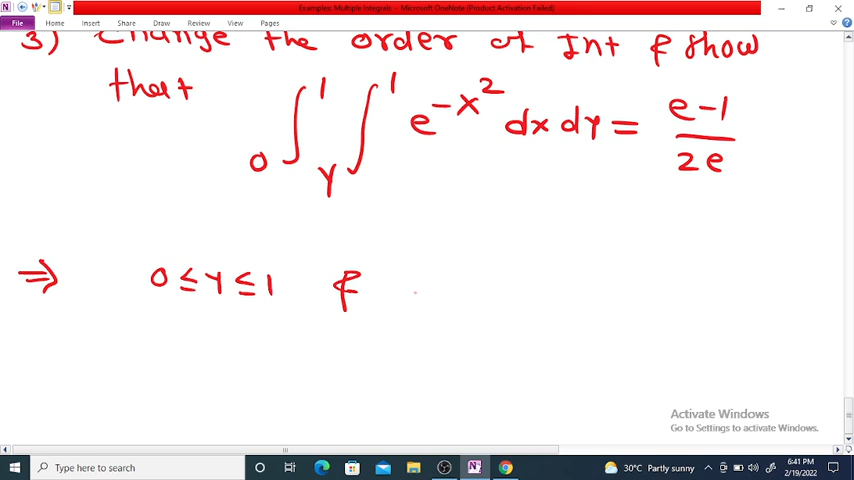 Examples: Multiple Integrals - Microsoft OneNote (Product Activation Failed)
File Home Insert Share Draw Review View Pages
3) Change the order of Int & show
that ∫₀¹ ∫_y¹ e^{-x²} dx dy = (e-1)/(2e)
⇒ 0 ≤ y ≤ 1 &
Activate Windows
Go to Settings to activate Windows.
Type here to search
30°C Partly sunny
6:41 PM
2/19/2022